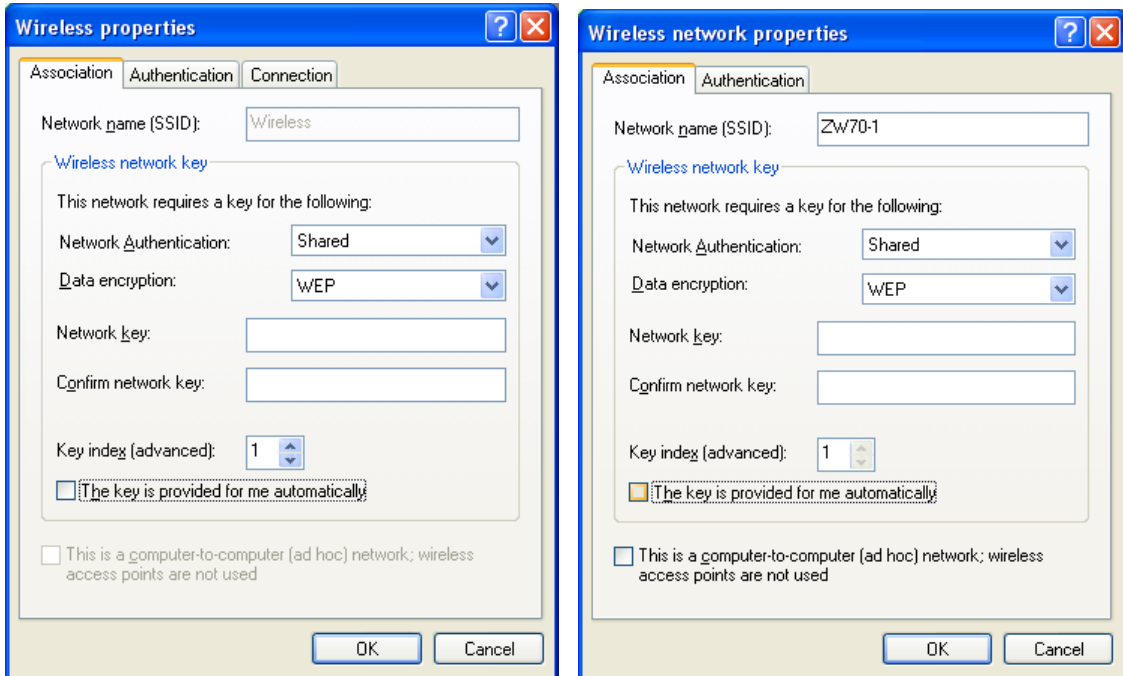 Wireless properties
Association Authentication Connection
Network name (SSID): Wireless
Wireless network key
This network requires a key for the following:
Network Authentication: Shared
Data encryption: WEP
Network key:
Confirm network key:
Key index (advanced): 1
The key is provided for me automatically
This is a computer-to-computer (ad hoc) network; wireless
access points are not used
OK Cancel
Wireless network properties
Association Authentication
Network name (SSID): ZW70-1
Wireless network key
This network requires a key for the following:
Network Authentication: Shared
Data encryption: WEP
Network key:
Confirm network key:
Key index (advanced): 1
The key is provided for me automatically
This is a computer-to-computer (ad hoc) network; wireless
access points are not used
OK Cancel